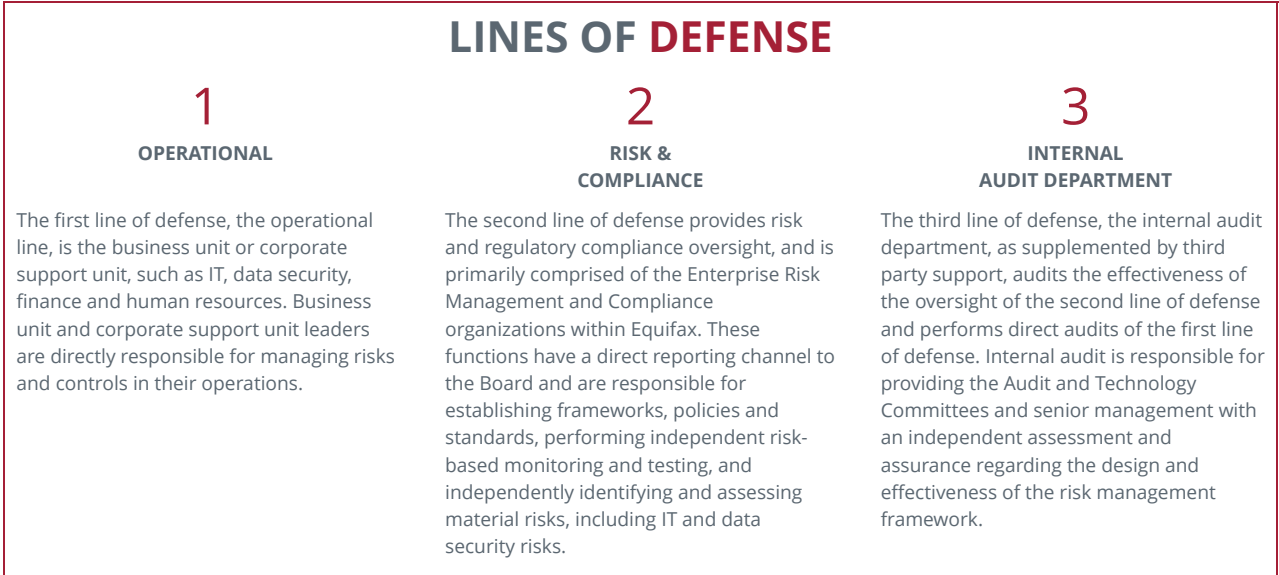 LINES OF DEFENSE
1
OPERATIONAL
The first line of defense, the operational
line, is the business unit or corporate
support unit, such as IT, data security,
finance and human resources. Business
unit and corporate support unit leaders
are directly responsible for managing risks
and controls in their operations.
2
RISK &
COMPLIANCE
The second line of defense provides risk
and regulatory compliance oversight, and is
primarily comprised of the Enterprise Risk
Management and Compliance
organizations within Equifax. These
functions have a direct reporting channel to
the Board and are responsible for
establishing frameworks, policies and
standards, performing independent risk-
based monitoring and testing, and
independently identifying and assessing
material risks, including IT and data
security risks.
3
INTERNAL
AUDIT DEPARTMENT
The third line of defense, the internal audit
department, as supplemented by third
party support, audits the effectiveness of
the oversight of the second line of defense
and performs direct audits of the first line
of defense. Internal audit is responsible for
providing the Audit and Technology
Committees and senior management with
an independent assessment and
assurance regarding the design and
effectiveness of the risk management
framework.